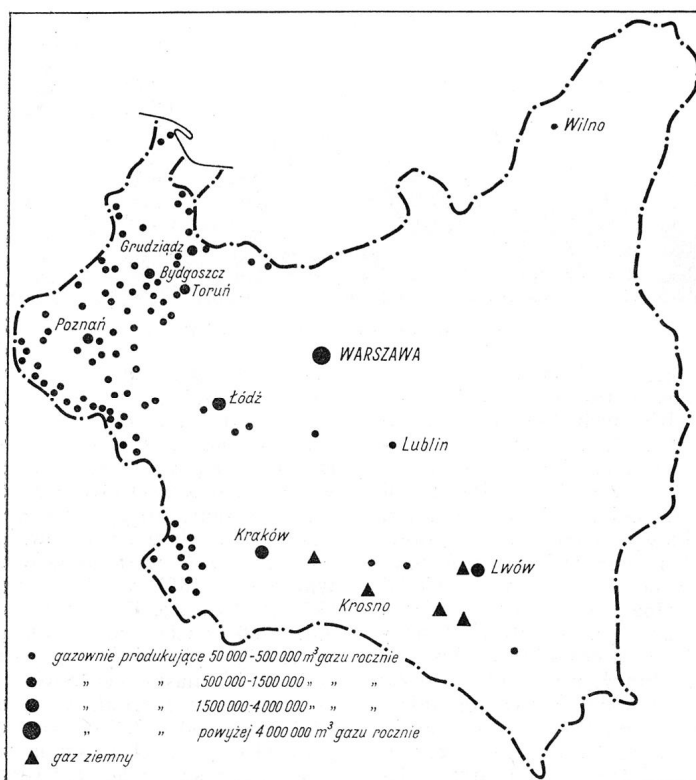 Wilno
Grudziądz
Bydgoszcz
Toruń
Poznań
WARSZAWA
Łódź
Lublin
Kraków
Lwów
Krosno
gazownie produkujące 50 000-500 000 m³ gazu rocznie
„ „ 500 000-1500 000 „ „ „
„ „ 1 500 000-4 000 000 „ „ „
„ „ powyżej 4 000 000 m³ gazu rocznie
gaz ziemny